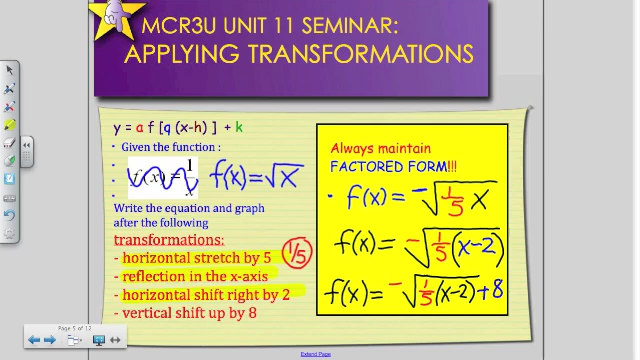 MCR3U UNIT 11 SEMINAR:
APPLYING TRANSFORMATIONS
y = a f [q (x-h) ] + k
• Given the function :
f(x) = 1/x f(x) = √x
Write the equation and graph
after the following
transformations:
- horizontal stretch by 5 1/5
- reflection in the x-axis
- horizontal shift right by 2
- vertical shift up by 8
Always maintain
FACTORED FORM!!!
• f(x) = -√(1/5 x)
f(x) = -√(1/5(x-2))
f(x) = -√(1/5(x-2)) +8
Page 5 of 12
Extend Page